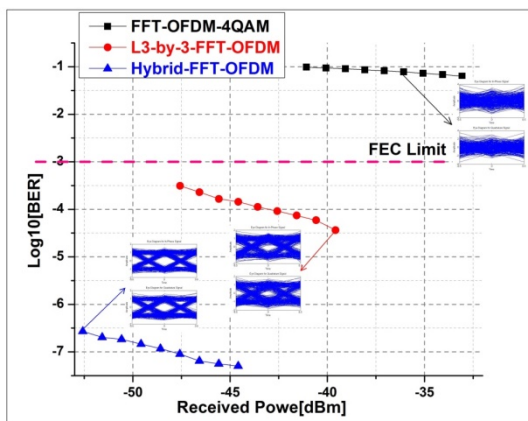 FFT-OFDM-4QAM
L3-by-3-FFT-OFDM
Hybrid-FFT-OFDM
-1
-2
-3
-4
-5
-6
-7
FEC Limit
Log10[BER]
-50
-45
-40
-35
Received Powe[dBm]